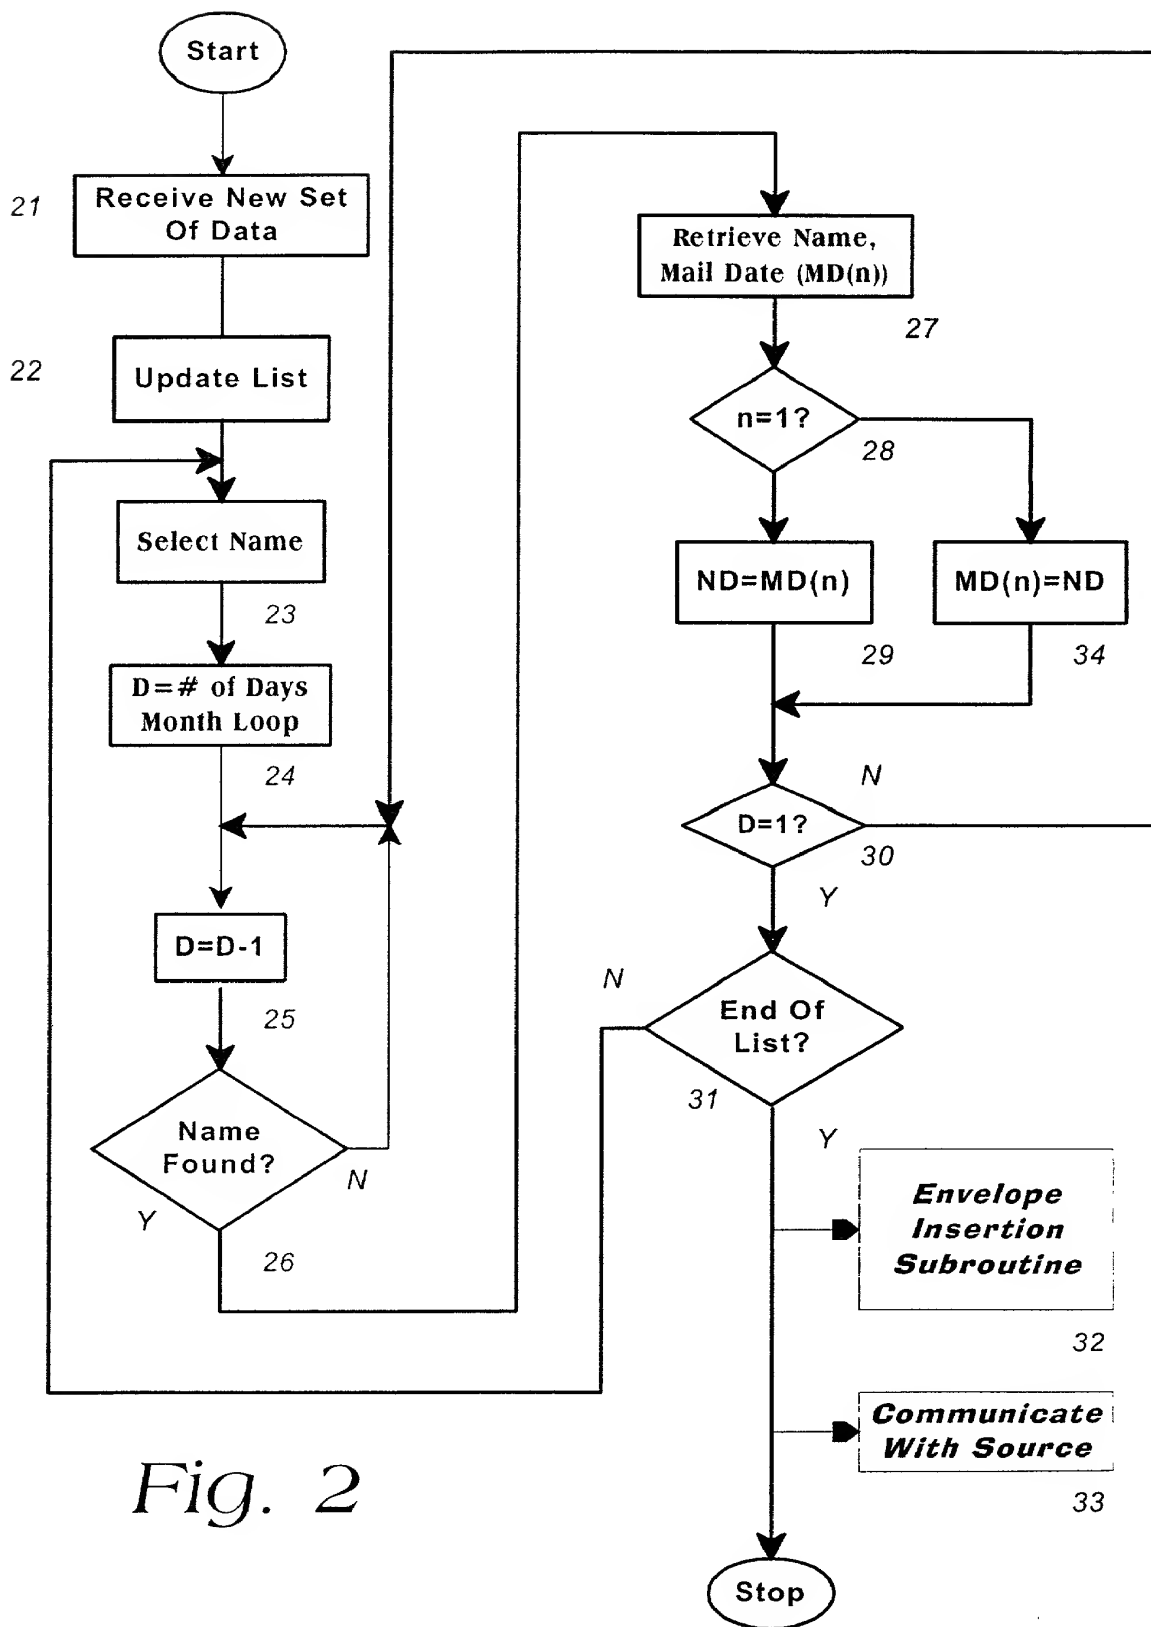 Start
21
Receive New Set
Of Data
22
Update List
Select Name
23
D=# of Days
Month Loop
24
D=D-1
25
Name
Found?
N
Y
26
Retrieve Name,
Mail Date (MD(n))
27
n=1?
28
ND=MD(n)
29
MD(n)=ND
34
D=1?
N
30
Y
End Of
List?
N
31
Y
Envelope
Insertion
Subroutine
32
Communicate
With Source
33
Stop
Fig. 2